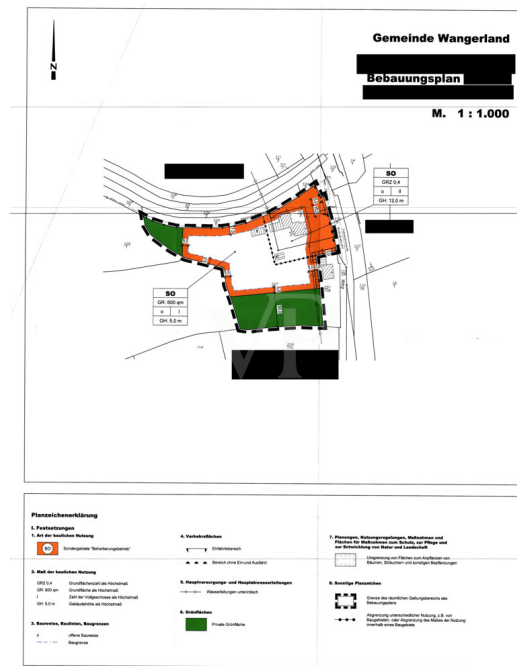 N
Gemeinde Wangerland
Bebauungsplan
M. 1 : 1.000
SO
GRZ 0,4
o II
GH: 12,0 m
SO
GR: 600 qm
o I
GH: 5,0 m
Planzeichenerklärung
I. Festsetzungen
1. Art der baulichen Nutzung
SO Sondergebiete "Beherbergungsbetrieb"
2. Maß der baulichen Nutzung
GRZ 0,4 Grundflächenzahl als Höchstmaß
GR: 600 qm Grundfläche als Höchstmaß
I Zahl der Vollgeschosse als Höchstmaß
GH: 5,0 m Gebäudehöhe als Höchstmaß
3. Bauweise, Baulinien, Baugrenzen
o offene Bauweise
Baugrenze
4. Verkehrsflächen
Einfahrtsbereich
Bereich ohne Ein-und Ausfahrt
5. Hauptversorgungs- und Hauptabwasserleitungen
Wasserleitungen unterirdisch
6. Grünflächen
Private Grünfläche
7. Planungen, Nutzungsregelungen, Maßnahmen und
Flächen für Maßnahmen zum Schutz, zur Pflege und
zur Entwicklung von Natur und Landschaft
Umgrenzung von Flächen zum Anpflanzen von
Bäumen, Sträuchern und sonstigen Bepflanzungen
8. Sonstige Planzeichen
Grenze des räumlichen Geltungsbereichs des
Bebauungsplans
Abgrenzung unterschiedlicher Nutzung, z.B. von
Baugebieten, oder Abgrenzung des Maßes der Nutzung
innerhalb eines Baugebiets